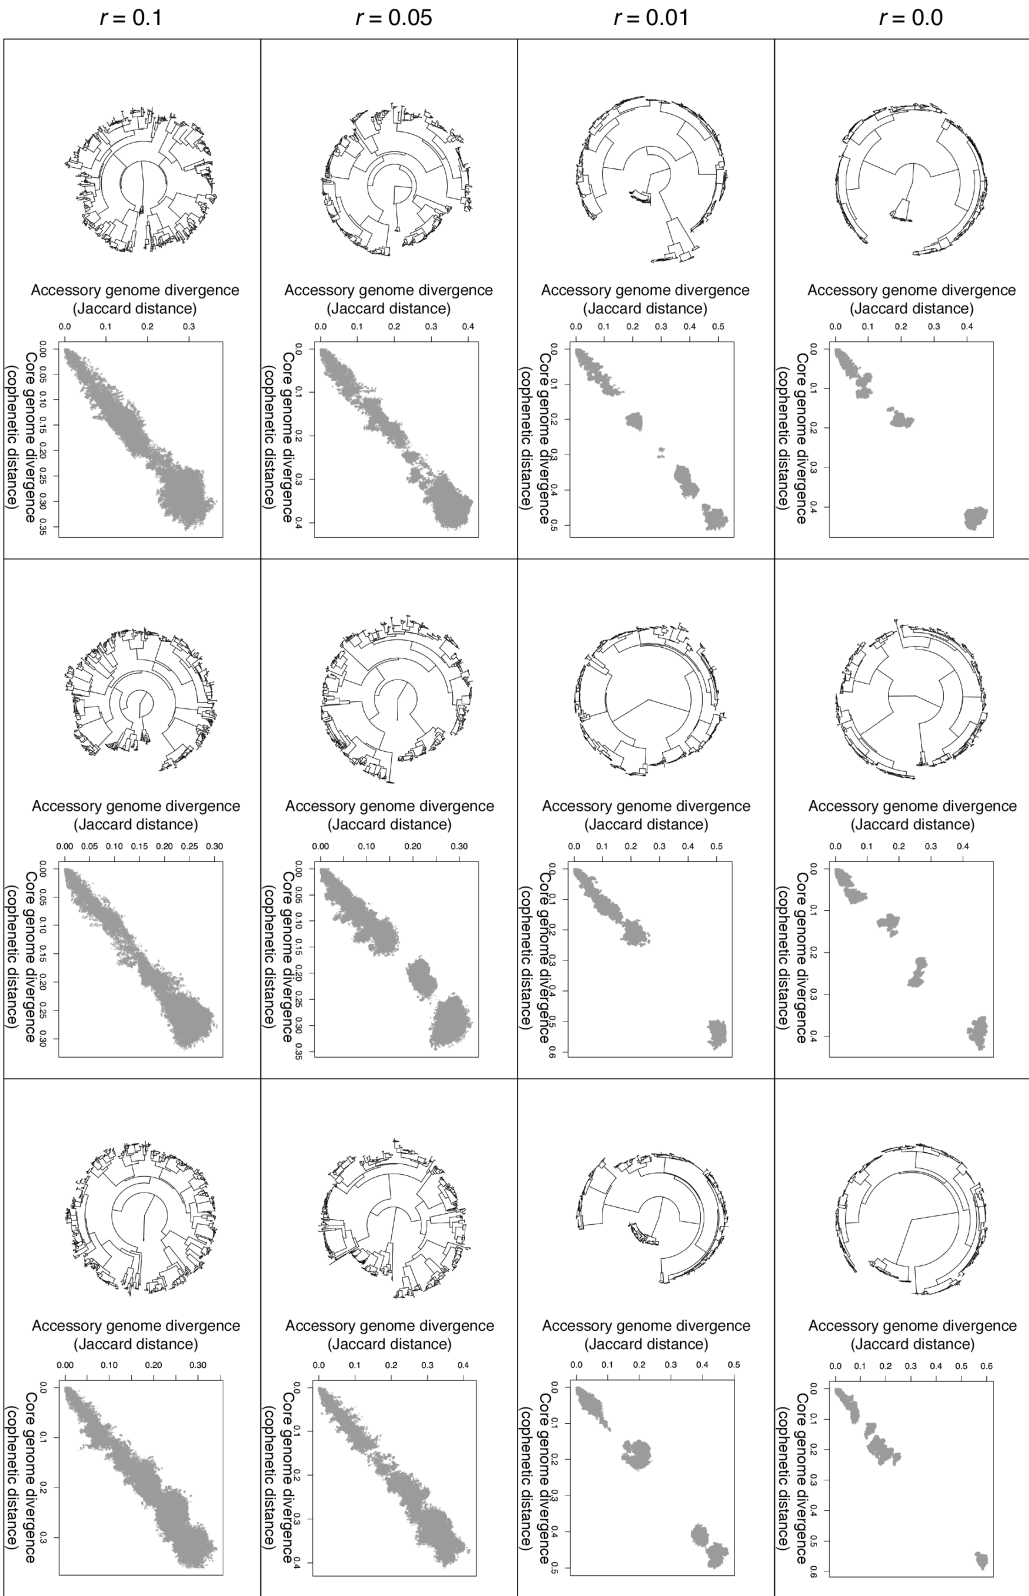 r = 0.1
r = 0.05
r = 0.01
r = 0.0
Accessory genome divergence
(Jaccard distance)
0.0 0.1 0.2 0.3
Core genome divergence
(cophenetic distance)
0.00 0.05 0.10 0.15 0.20 0.25 0.30 0.35
Accessory genome divergence
(Jaccard distance)
0.0 0.1 0.2 0.3 0.4
Core genome divergence
(cophenetic distance)
0.0 0.1 0.2 0.3 0.4
Accessory genome divergence
(Jaccard distance)
0.0 0.1 0.2 0.3 0.4 0.5
Core genome divergence
(cophenetic distance)
0.0 0.1 0.2 0.3 0.4 0.5
Accessory genome divergence
(Jaccard distance)
0.0 0.1 0.2 0.3 0.4
Core genome divergence
(cophenetic distance)
0.0 0.1 0.2 0.3 0.4
Accessory genome divergence
(Jaccard distance)
0.00 0.05 0.10 0.15 0.20 0.25 0.30
Core genome divergence
(cophenetic distance)
0.00 0.05 0.10 0.15 0.20 0.25 0.30
Accessory genome divergence
(Jaccard distance)
0.00 0.10 0.20 0.30
Core genome divergence
(cophenetic distance)
0.00 0.05 0.10 0.15 0.20 0.25 0.30 0.35
Accessory genome divergence
(Jaccard distance)
0.0 0.1 0.2 0.3 0.4 0.5
Core genome divergence
(cophenetic distance)
0.0 0.1 0.2 0.3 0.4 0.5 0.6
Accessory genome divergence
(Jaccard distance)
0.0 0.1 0.2 0.3 0.4
Core genome divergence
(cophenetic distance)
0.0 0.1 0.2 0.3 0.4
Accessory genome divergence
(Jaccard distance)
0.00 0.10 0.20 0.30
Core genome divergence
(cophenetic distance)
0.0 0.1 0.2 0.3
Accessory genome divergence
(Jaccard distance)
0.0 0.1 0.2 0.3 0.4
Core genome divergence
(cophenetic distance)
0.0 0.1 0.2 0.3 0.4
Accessory genome divergence
(Jaccard distance)
0.0 0.1 0.2 0.3 0.4 0.5
Core genome divergence
(cophenetic distance)
0.0 0.1 0.2 0.3 0.4 0.5
Accessory genome divergence
(Jaccard distance)
0.0 0.1 0.2 0.3 0.4 0.5 0.6
Core genome divergence
(cophenetic distance)
0.0 0.1 0.2 0.3 0.4 0.5 0.6